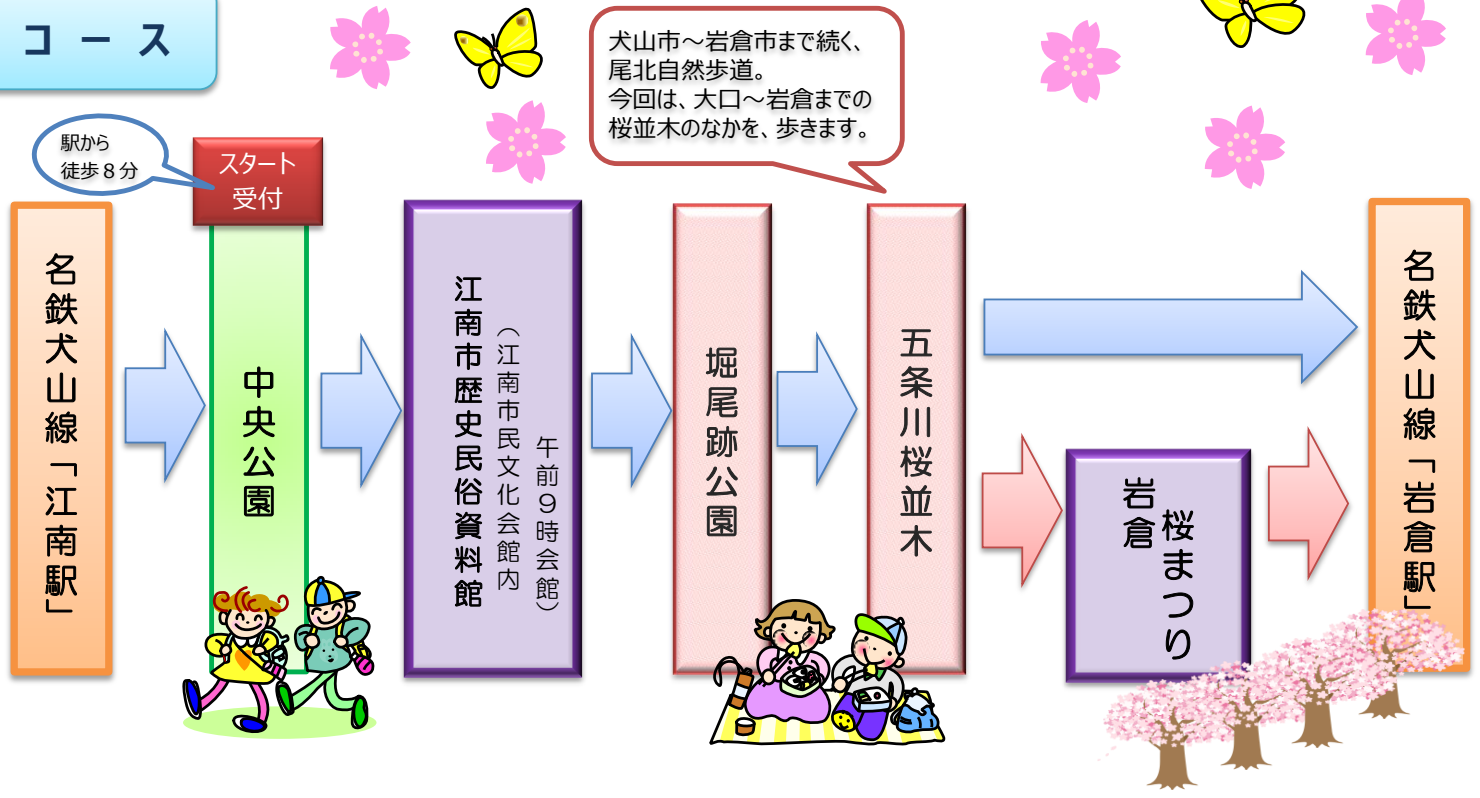 コース
犬山市～岩倉市まで続く、
尾北自然歩道。
今回は、大口～岩倉までの
桜並木のなかを、歩きます。
駅から
徒歩８分
スタート
受付
名鉄犬山線「江南駅」
中央公園
江南市歴史民俗資料館
（江南市民文化会館内
午前９時会館）
堀尾跡公園
五条川桜並木
岩倉
桜まつり
名鉄犬山線「岩倉駅」